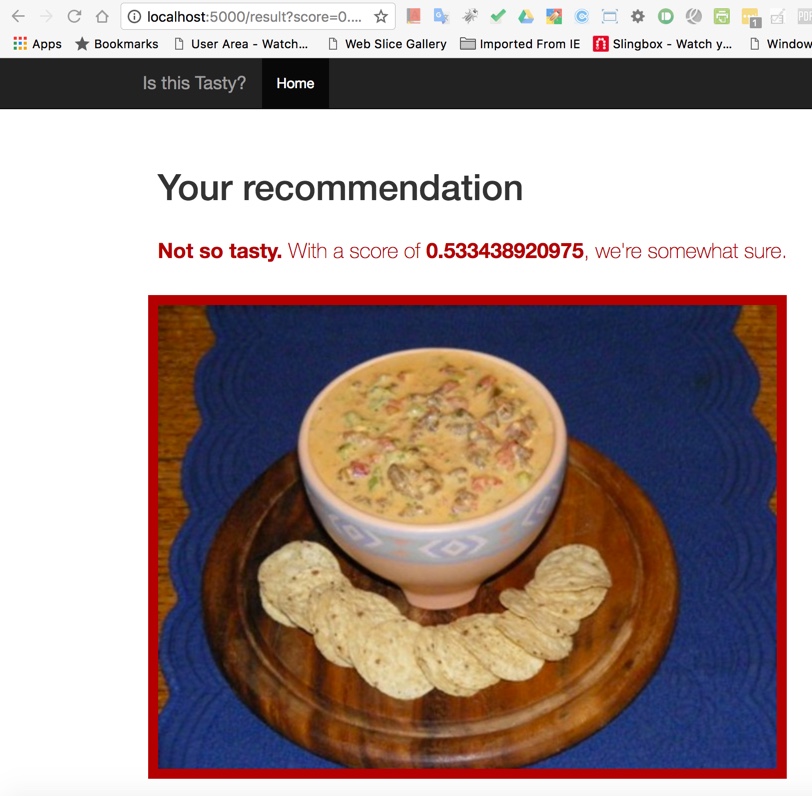 localhost:5000/result?score=0....
Apps Bookmarks User Area - Watch... Web Slice Gallery Imported From IE Slingbox - Watch y... Window
Is this Tasty? Home
Your recommendation
Not so tasty. With a score of 0.533438920975, we're somewhat sure.